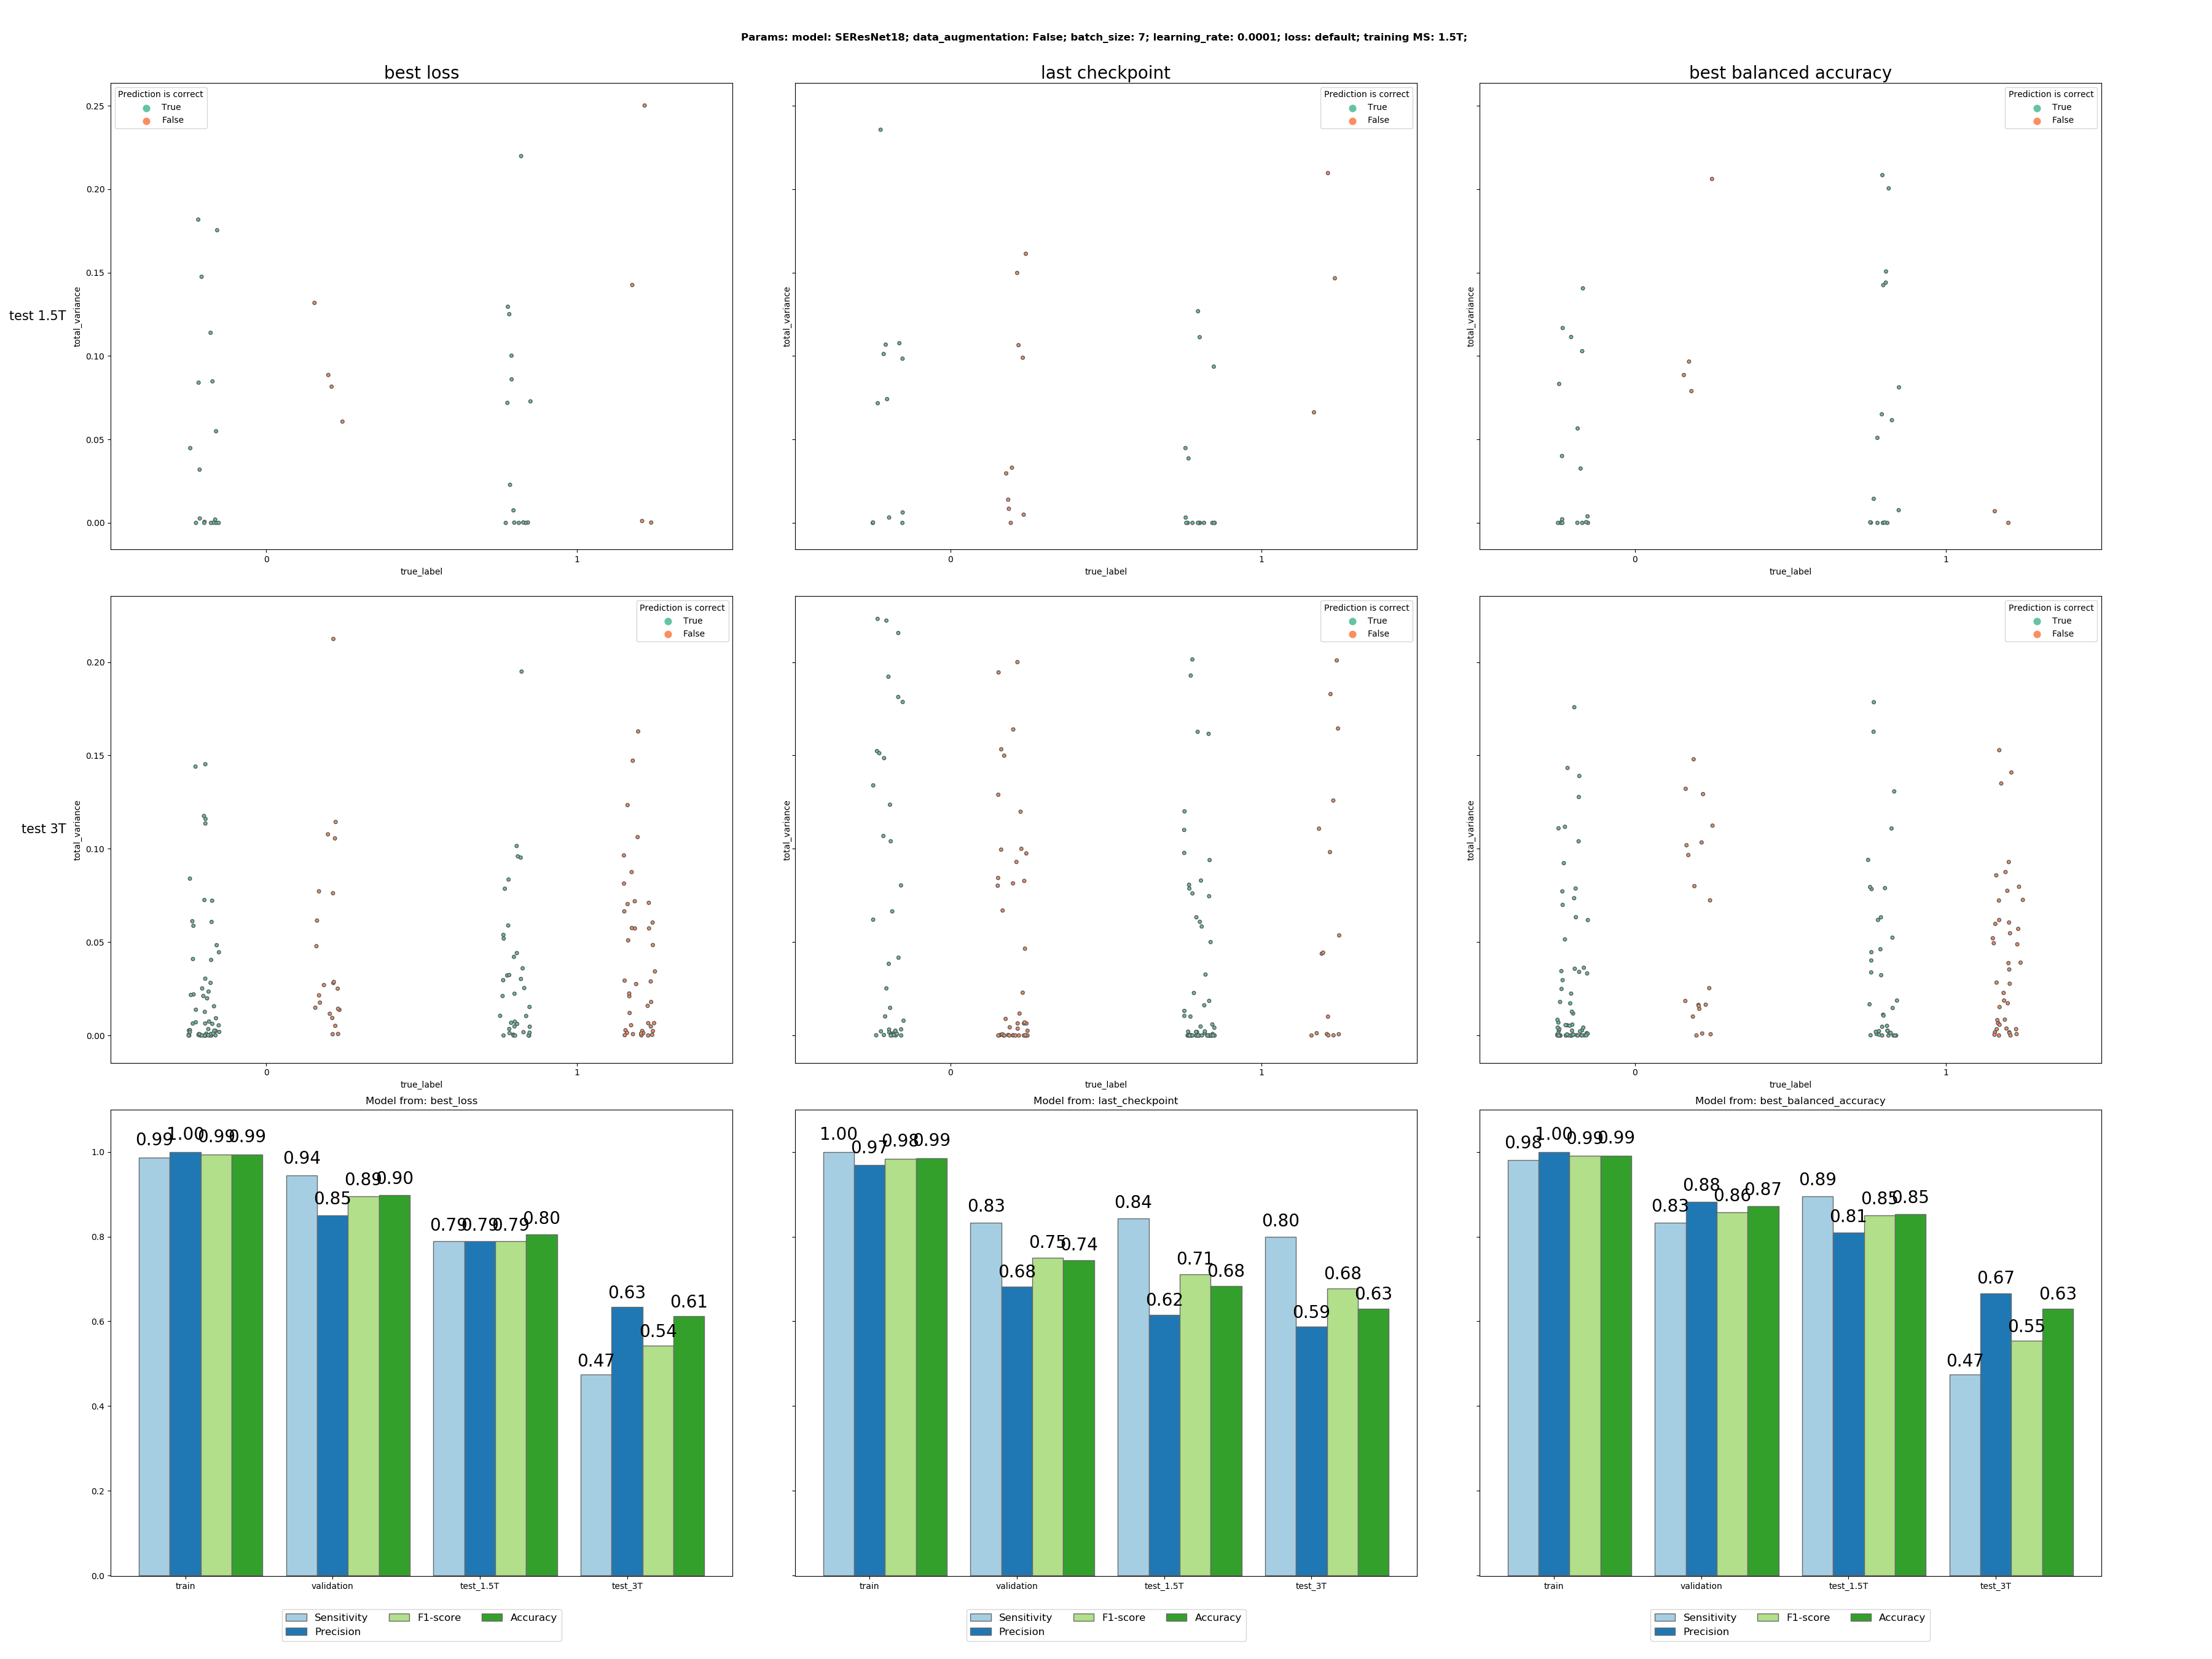 Params: model: SEResNet18; data_augmentation: False; batch_size: 7; learning_rate: 0.0001; loss: default; training MS: 1.5T;
best loss
last checkpoint
best balanced accuracy
test 1.5T
total_variance
0.25
0.20
0.15
0.10
0.05
0.00
Prediction is correct
True
False
0
1
true_label
total_variance
Prediction is correct
True
False
0
1
true_label
total_variance
Prediction is correct
True
False
0
1
true_label
test 3T
total_variance
0.20
0.15
0.10
0.05
0.00
Prediction is correct
True
False
0
1
true_label
total_variance
Prediction is correct
True
False
0
1
true_label
total_variance
Prediction is correct
True
False
0
1
true_label
Model from: best_loss
1.0
0.8
0.6
0.4
0.2
0.0
0.99 1.00 0.99 0.99
0.94 0.85 0.89 0.90
0.79 0.79 0.79 0.80
0.47 0.63 0.54 0.61
train validation test_1.5T test_3T
Sensitivity F1-score Accuracy
Precision
Model from: last_checkpoint
1.00 0.97 0.98 0.99
0.83 0.68 0.75 0.74
0.84 0.62 0.71 0.68
0.80 0.59 0.68 0.63
train validation test_1.5T test_3T
Sensitivity F1-score Accuracy
Precision
Model from: best_balanced_accuracy
0.98 1.00 0.99 0.99
0.83 0.88 0.86 0.87
0.89 0.81 0.85 0.85
0.47 0.67 0.55 0.63
train validation test_1.5T test_3T
Sensitivity F1-score Accuracy
Precision